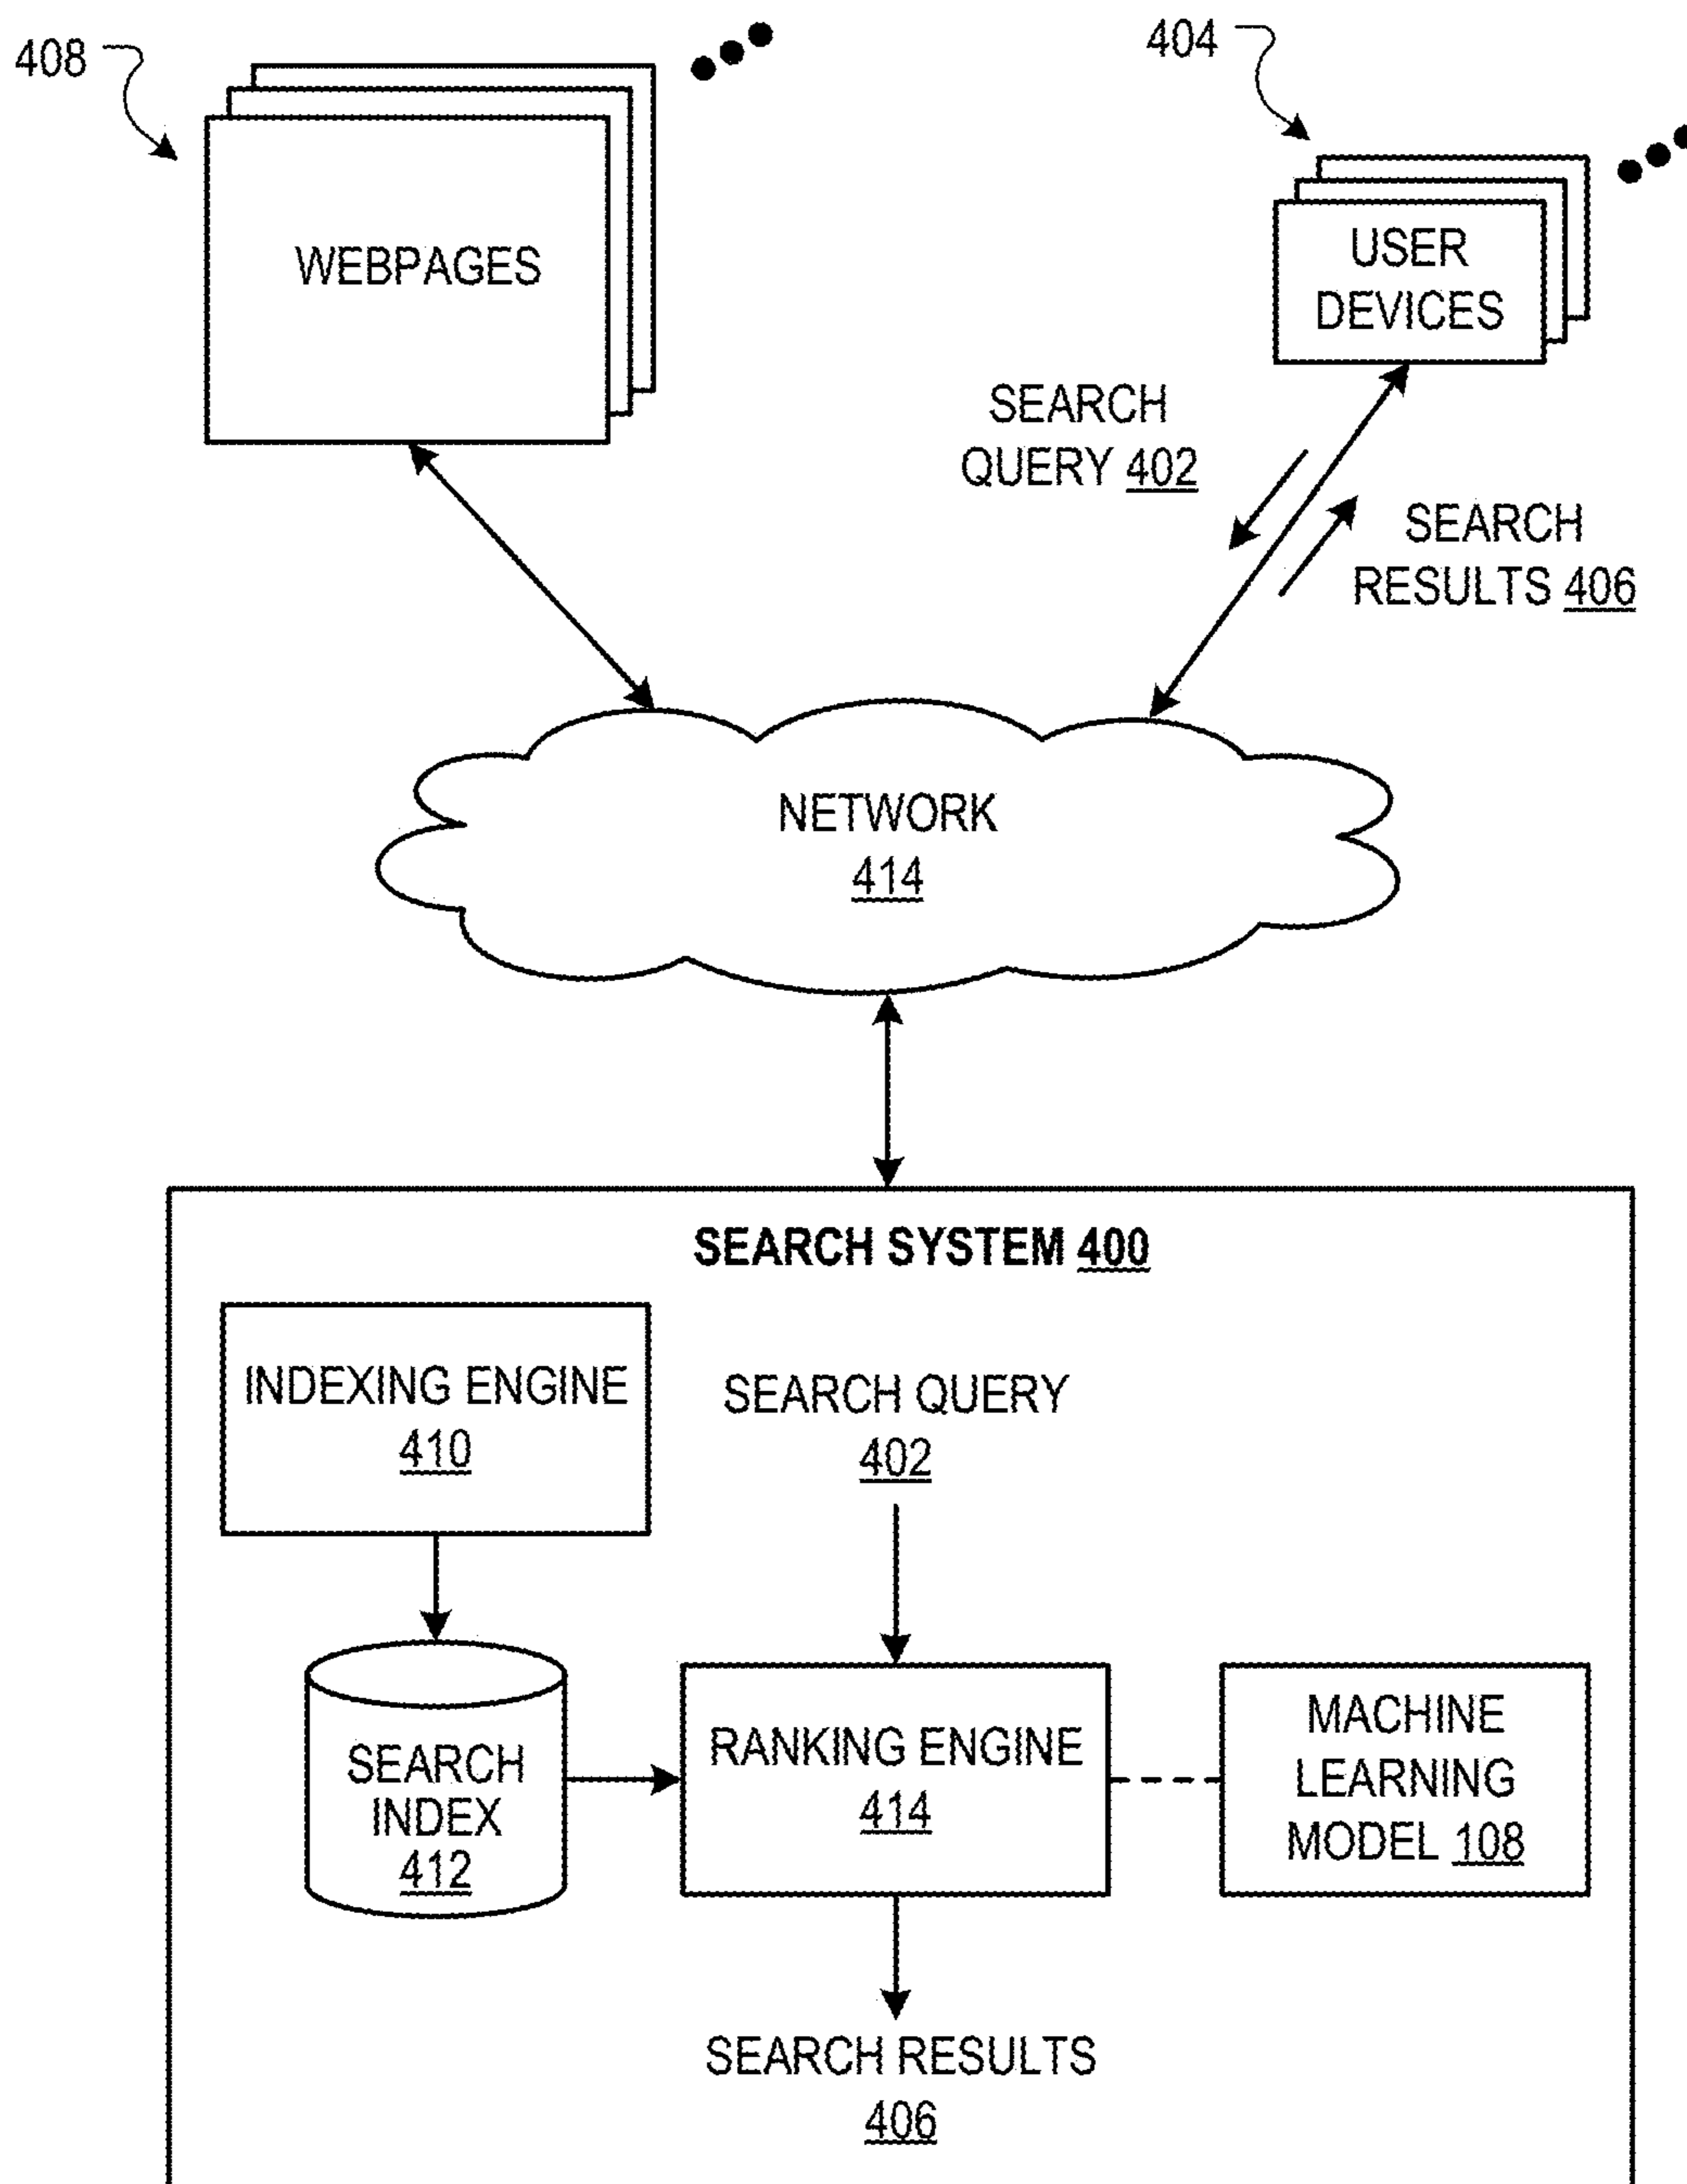 408
404
WEBPAGES
USER
DEVICES
SEARCH
QUERY 402
SEARCH
RESULTS 406
NETWORK
414
SEARCH SYSTEM 400
INDEXING ENGINE
410
SEARCH QUERY
402
SEARCH
INDEX
412
RANKING ENGINE
414
MACHINE
LEARNING
MODEL 108
SEARCH RESULTS
406